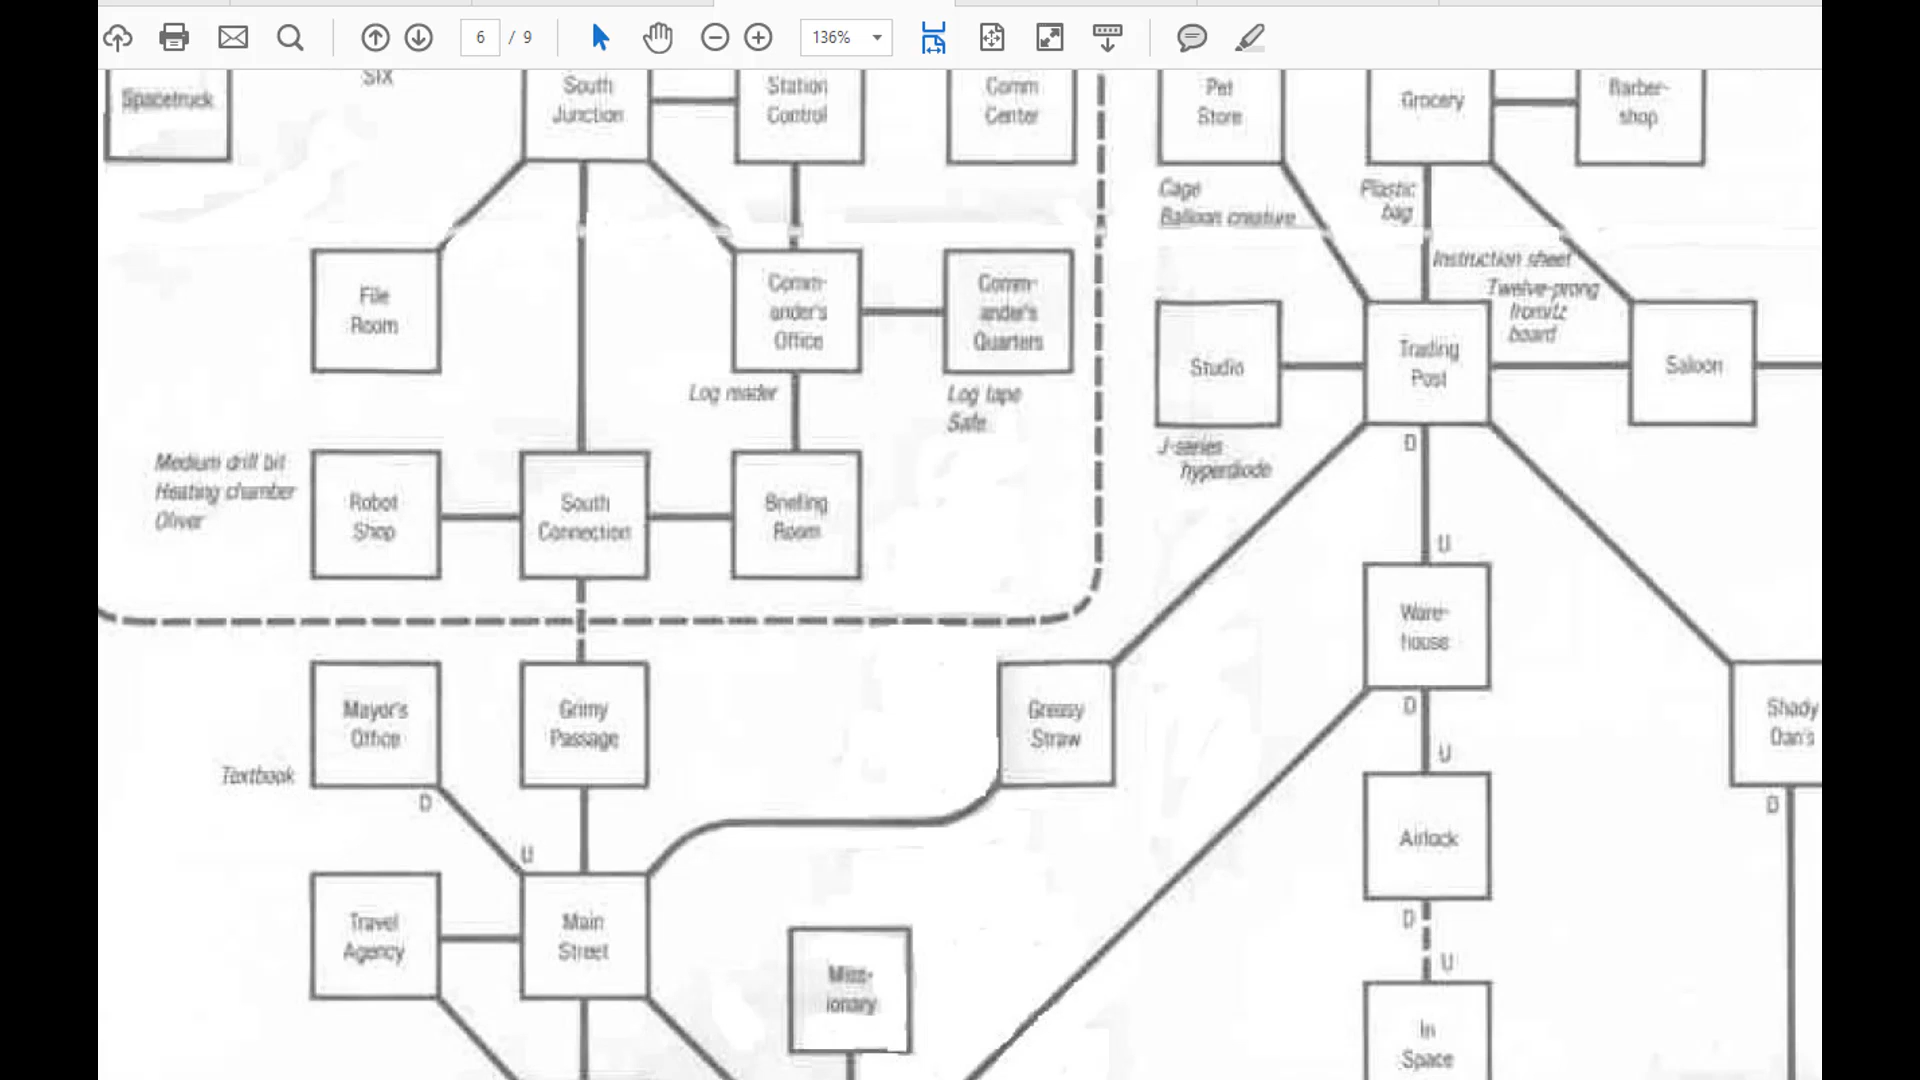 6 / 9
136%
Spacetruck
SIX
South
Junction
Station
Control
Comm
Center
Pet
Store
Grocery
Barber-
shop
Cage
Balloon creature
Plastic
bag
Instruction sheet
Twelve-prong
fromitz
board
File
Room
Comm-
ander's
Office
Comm-
ander's
Quarters
Studio
Trading
Post
Saloon
Log reader
Log tape
Safe
J-series
hyperdiode
D
Medium drill bit
Heating chamber
Oliver
Robot
Shop
South
Connection
Briefing
Room
U
Ware-
house
Mayor's
Office
Grimy
Passage
Greasy
Straw
D
Shady
Dan's
Textbook
U
D
D
U
Airlock
Travel
Agency
Main
Street
D
U
Miss-
ionary
In
Space